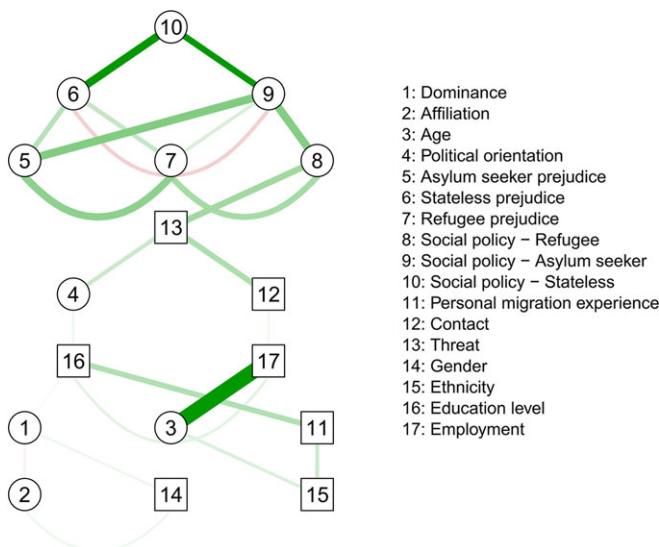 10
6
9
5
7
8
13
4
12
16
17
1
3
11
2
14
15
1: Dominance
2: Affiliation
3: Age
4: Political orientation
5: Asylum seeker prejudice
6: Stateless prejudice
7: Refugee prejudice
8: Social policy − Refugee
9: Social policy − Asylum seeker
10: Social policy − Stateless
11: Personal migration experience
12: Contact
13: Threat
14: Gender
15: Ethnicity
16: Education level
17: Employment